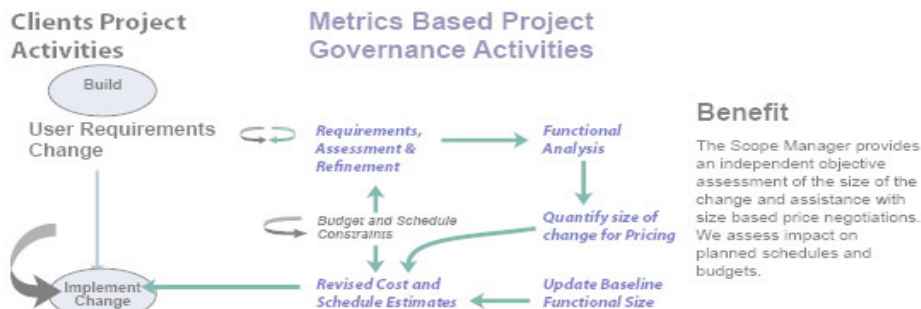 Clients Project
Activities
Metrics Based Project
Governance Activities
Build
User Requirements
Change
Requirements,
Assessment &
Refinement
Functional
Analysis
Benefit
The Scope Manager provides
an independent objective
assessment of the size of the
change and assistance with
size based price negotiations.
We assess impact on
planned schedules and
budgets.
Budget and Schedule
Constraints
Quantify size of
change for Pricing
Implement
Change
Revised Cost and
Schedule Estimates
Update Baseline
Functional Size